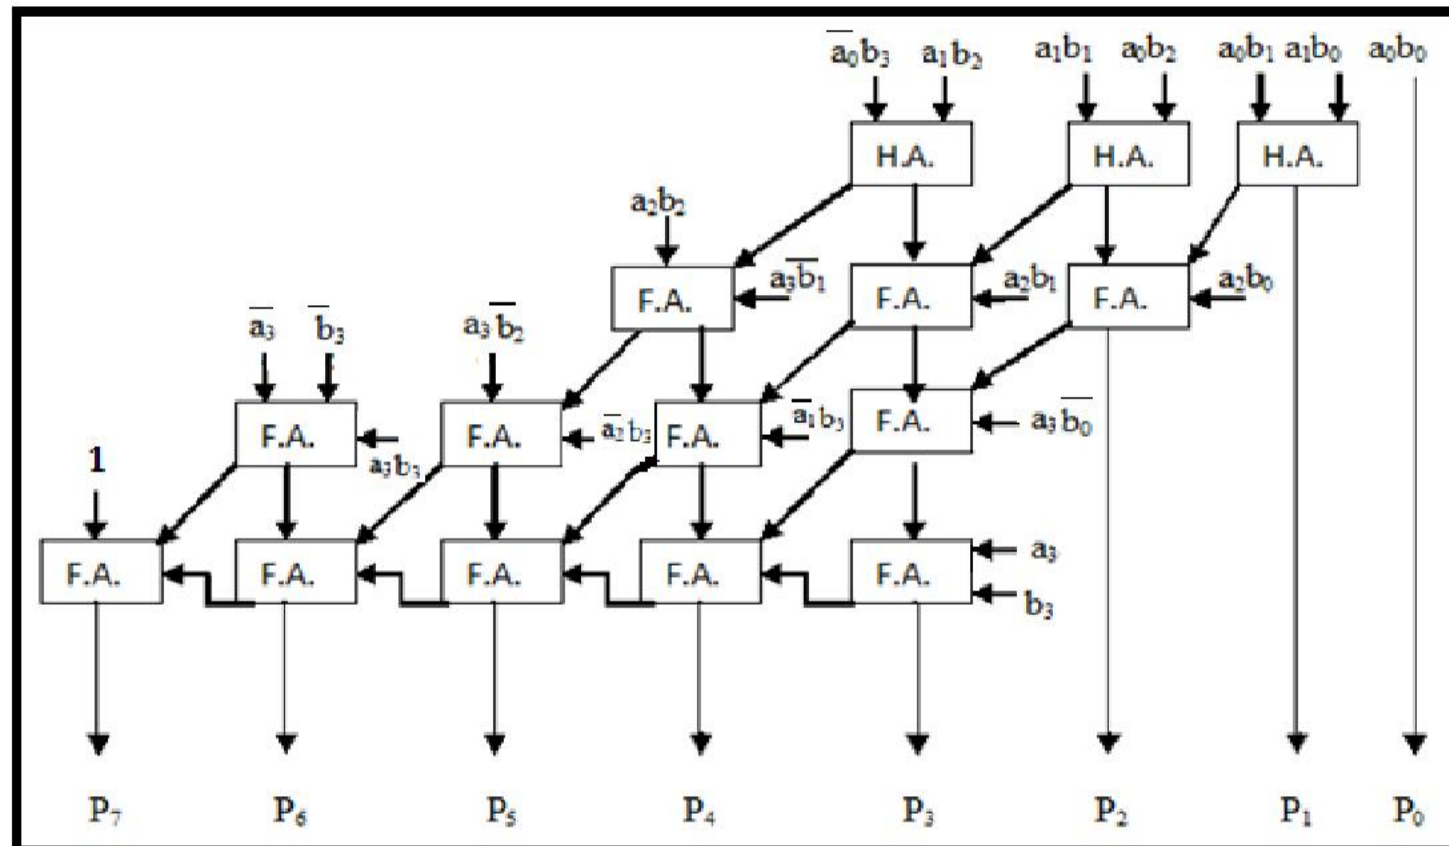 a̅₀b₃ a₁b₂ a₁b₁ a₀b₂ a₀b₁ a₁b₀ a₀b₀
H.A. H.A. H.A.
a₂b₂
F.A. a₃b̅₁ F.A. a₂b₁ F.A. a₂b₀
a̅₃ b̅₃ a₃b̅₂
F.A. F.A. a̅₂b₃ F.A. a̅₁b₃ F.A. a₃b̅₀
1 a₃b₃
F.A. F.A. F.A. F.A. F.A. a₃
b₃
P₇ P₆ P₅ P₄ P₃ P₂ P₁ P₀